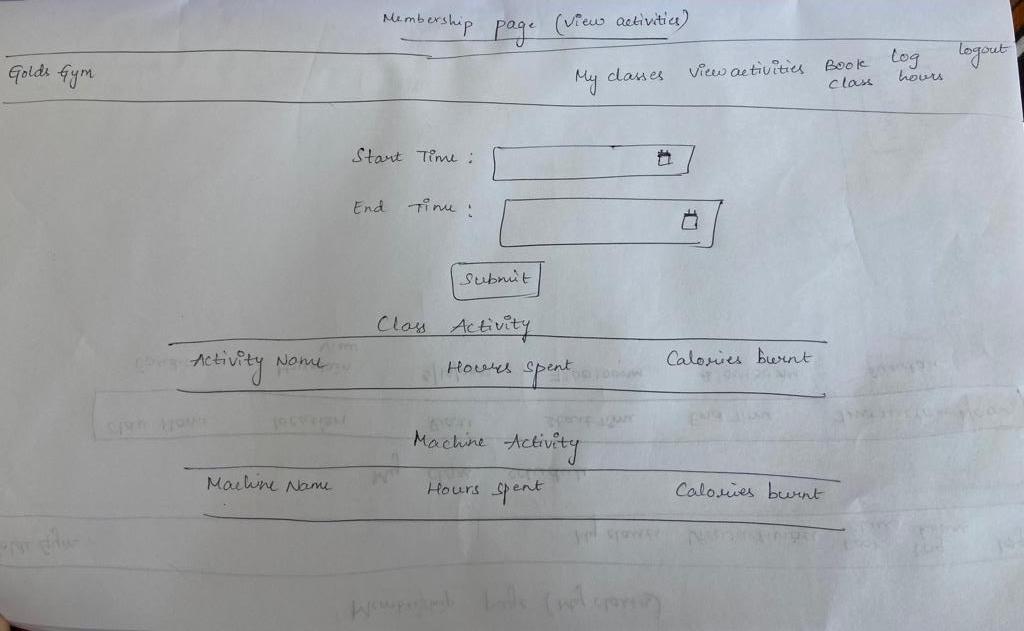 Membership page (View activities)
Golds Gym My classes View activities Book class Log hours logout
Start Time :
End Time :
Submit
Class Activity
Activity Name Hours spent Calories burnt
Machine Activity
Machine Name Hours spent Calories burnt